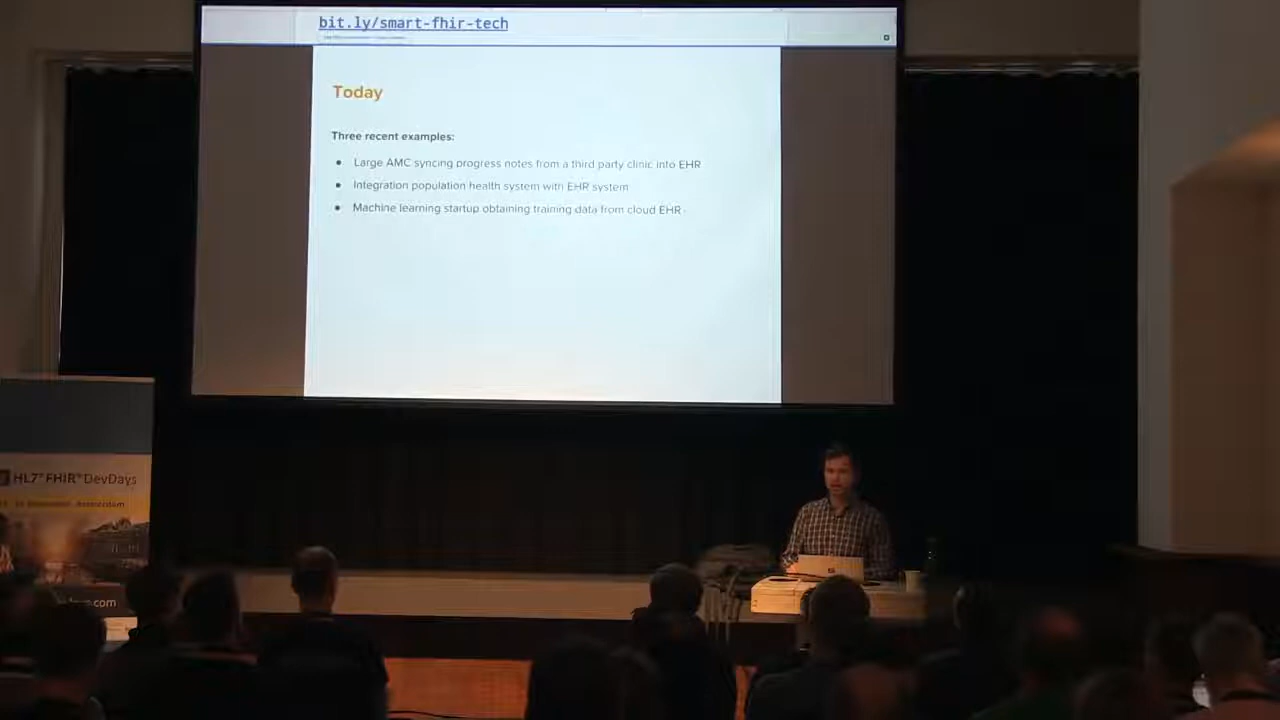 bit.ly/smart-fhir-tech
Today
Three recent examples:
● Large AMC syncing progress notes from a third party clinic into EHR
● Integration population health system with EHR system
● Machine learning startup obtaining training data from cloud EHR
HL7® FHIR® DevDays
Amsterdam
.com